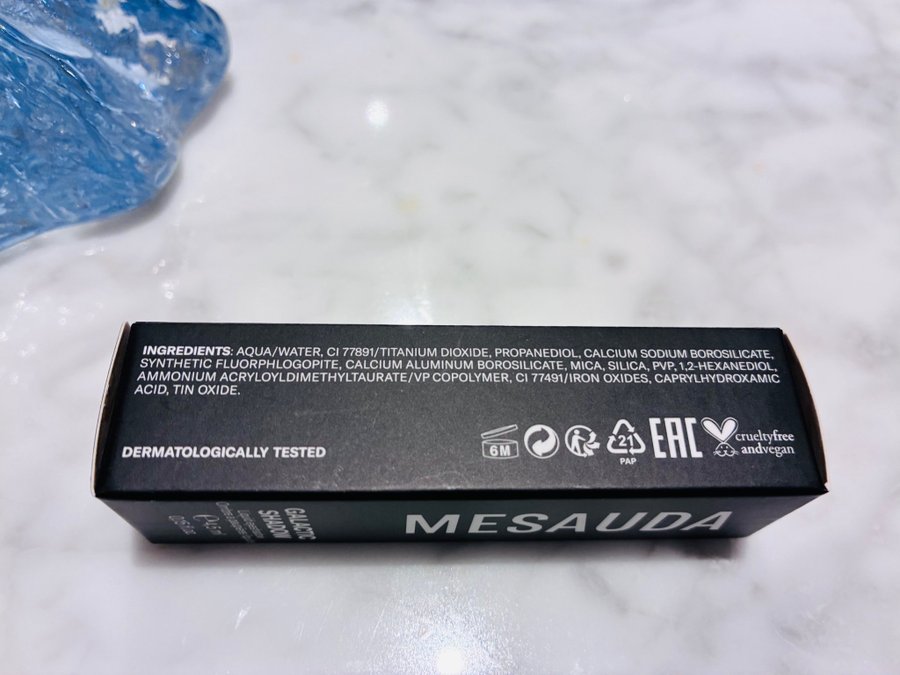 INGREDIENTS: AQUA/WATER, CI 77891/TITANIUM DIOXIDE, PROPANEDIOL, CALCIUM SODIUM BOROSILICATE,
SYNTHETIC FLUORPHLOGOPITE, CALCIUM ALUMINUM BOROSILICATE, MICA, SILICA, PVP, 1,2-HEXANEDIOL,
AMMONIUM ACRYLOYLDIMETHYLTAURATE/VP COPOLYMER, CI 77491/IRON OXIDES, CAPRYLHYDROXAMIC
ACID, TIN OXIDE.
DERMATOLOGICALLY TESTED
6M
21
PAP
EAC
crueltyfree
andvegan
GALACTIC
SHADOW
MESAUDA